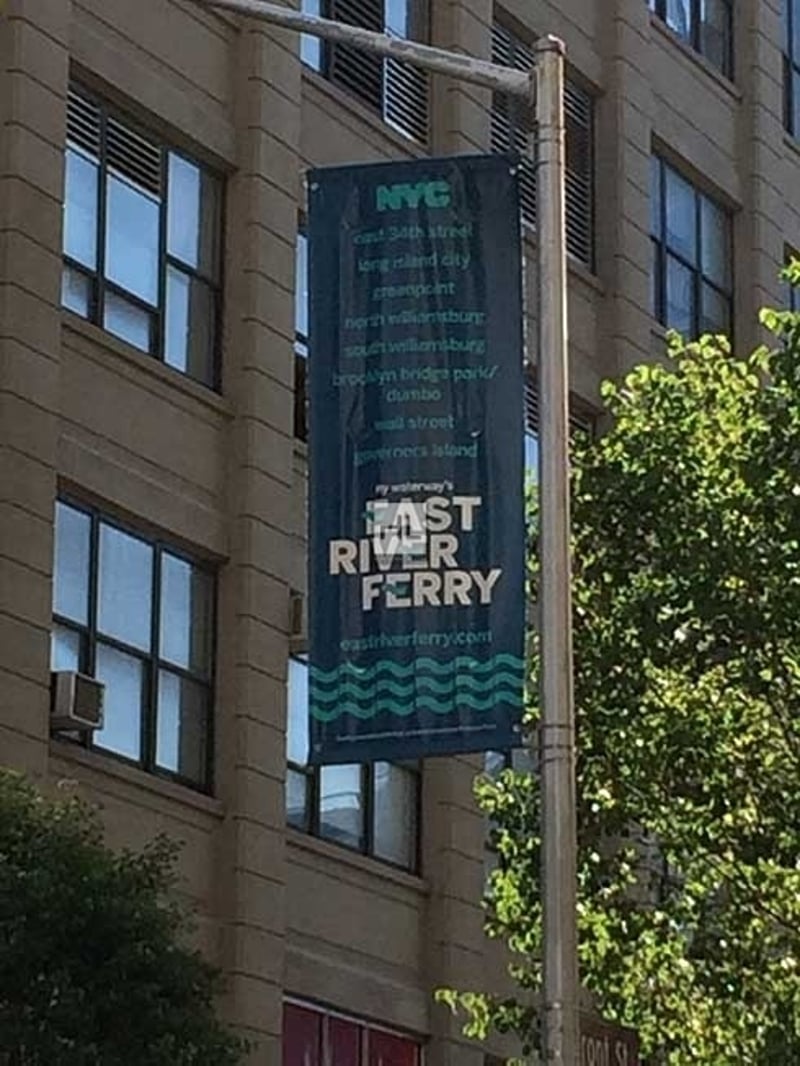 NYC
east 34th street
long island city
greenpoint
north williamsburg
south williamsburg
brooklyn bridge park/
dumbo
wall street
governors island
ny waterway's
EAST
RIVER
FERRY
eastriverferry.com